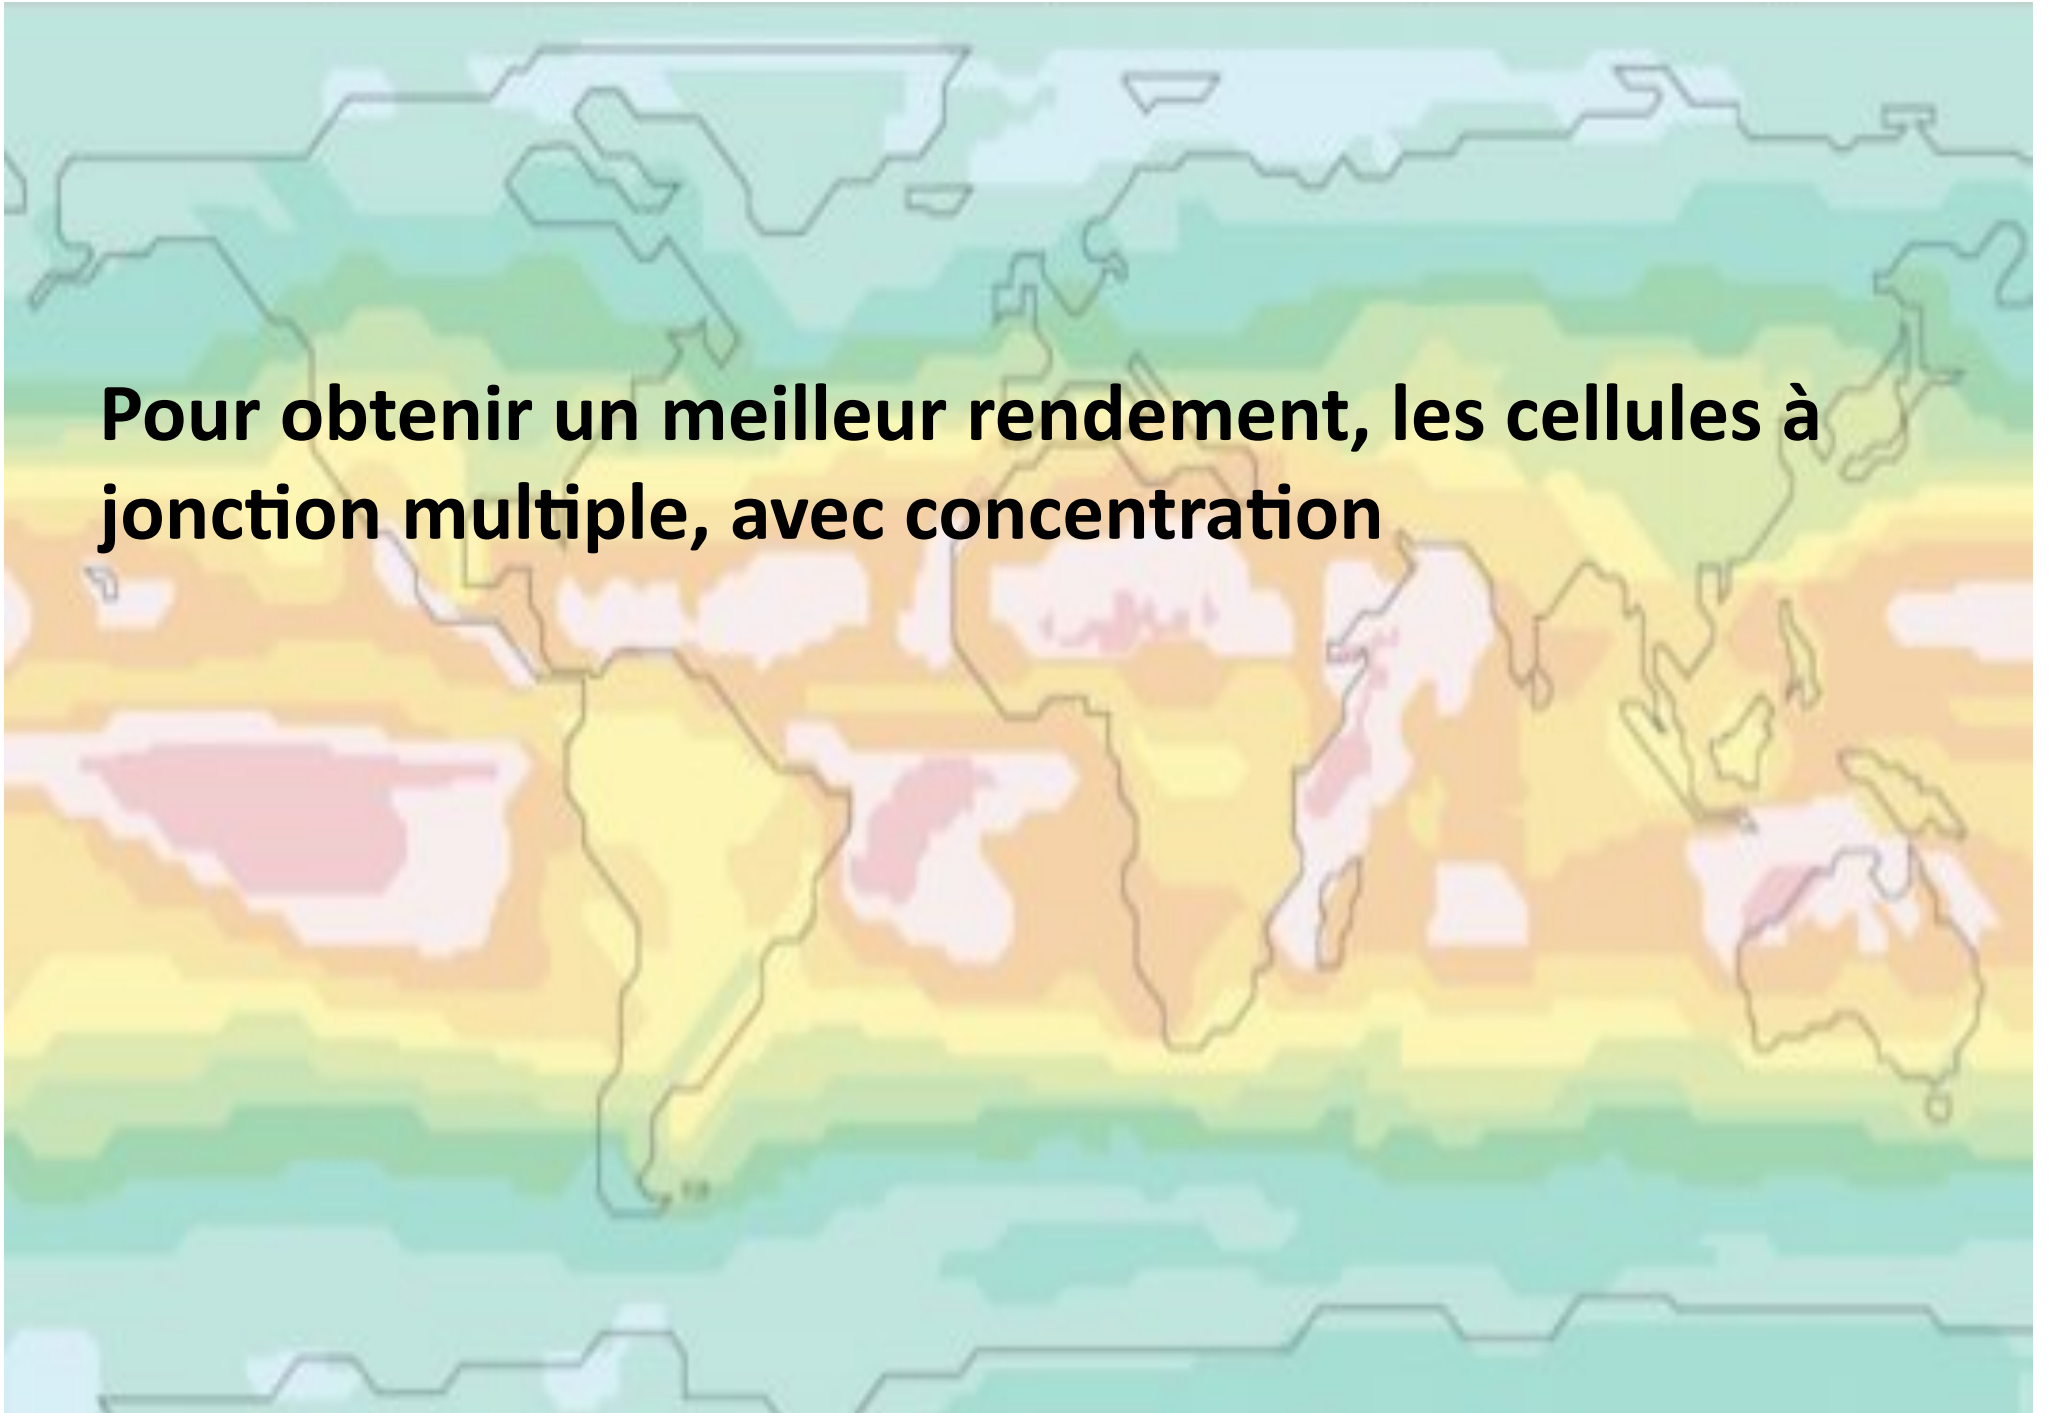 Pour obtenir un meilleur rendement, les cellules à
jonction multiple, avec concentration